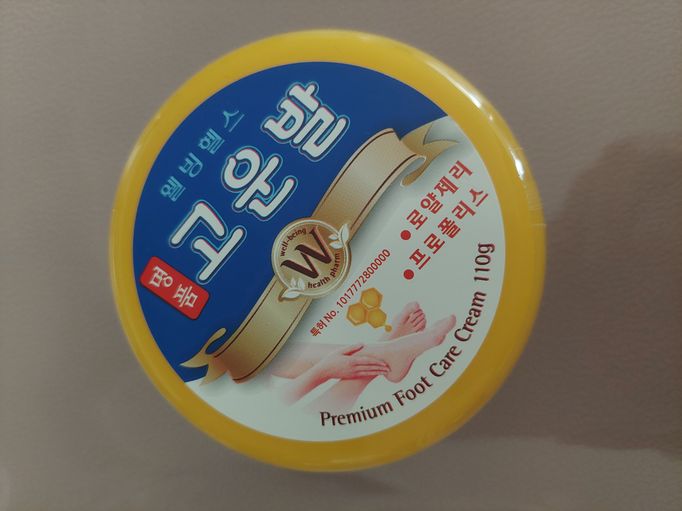 웰빙헬스
명품
고운발
well-being
W
health pharm
로얄제리
프로폴리스
특허 No. 1017772800000
Premium Foot Care Cream 110g